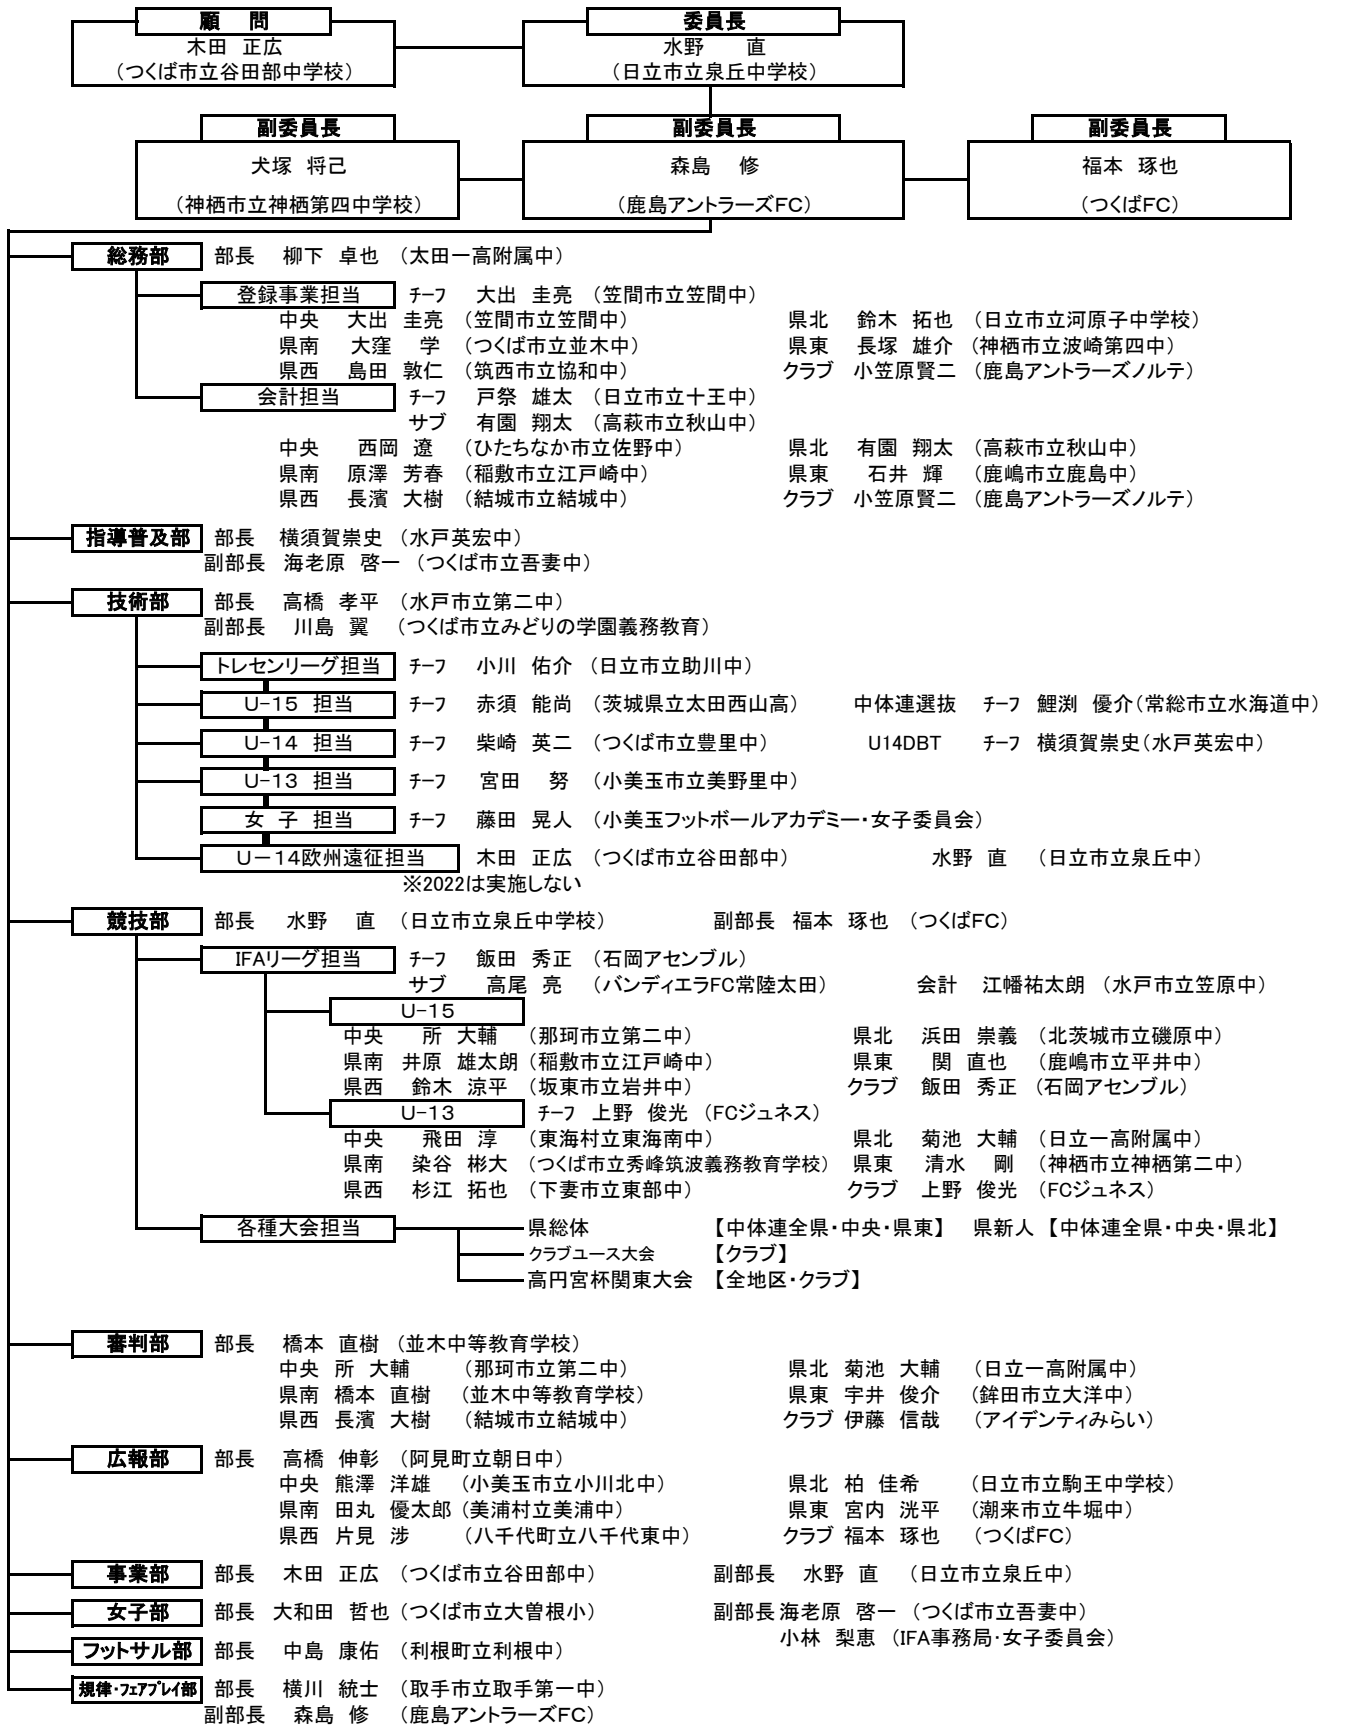 顧　問　委員長
木田 正広　水野　直
（つくば市立谷田部中学校）　（日立市立泉丘中学校）
副委員長　副委員長　副委員長
犬塚 将己　森島　修　福本 琢也
（神栖市立神栖第四中学校）　（鹿島アントラーズFC）　（つくばFC）
総務部　部長　柳下 卓也　（太田一高附属中）
登録事業担当　チーフ　大出 圭亮　（笠間市立笠間中）
中央　大出 圭亮　（笠間市立笠間中）　県北　鈴木 拓也　（日立市立河原子中学校）
県南　大窪　学　（つくば市立並木中）　県東　長塚 雄介　（神栖市立波崎第四中）
県西　島田 敦仁　（筑西市立協和中）　クラブ　小笠原賢二　（鹿島アントラーズノルテ）
会計担当　チーフ　戸祭 雄太　（日立市立十王中）
サブ　有園 翔太　（高萩市立秋山中）
中央　西岡 遼　（ひたちなか市立佐野中）　県北　有園 翔太　（高萩市立秋山中）
県南　原澤 芳春　（稲敷市立江戸崎中）　県東　石井 輝　（鹿嶋市立鹿島中）
県西　長濱 大樹　（結城市立結城中）　クラブ　小笠原賢二　（鹿島アントラーズノルテ）
指導普及部　部長　横須賀崇史　（水戸英宏中）
副部長　海老原 啓一　（つくば市立吾妻中）
技術部　部長　高橋 孝平　（水戸市立第二中）
副部長　川島 翼　（つくば市立みどりの学園義務教育）
トレセンリーグ担当　チーフ　小川 佑介　（日立市立助川中）
U-15 担当　チーフ　赤須 能尚　（茨城県立太田西山高）　中体連選抜　チーフ　鯉渕 優介（常総市立水海道中）
U-14 担当　チーフ　柴崎 英二　（つくば市立豊里中）　U14DBT　チーフ　横須賀崇史（水戸英宏中）
U-13 担当　チーフ　宮田　努　（小美玉市立美野里中）
女 子 担当　チーフ　藤田 晃人　（小美玉フットボールアカデミー・女子委員会）
U－14欧州遠征担当　木田 正広　（つくば市立谷田部中）　水野 直　（日立市立泉丘中）
※2022は実施しない
競技部　部長　水野　直　（日立市立泉丘中学校）　副部長　福本 琢也　（つくばFC）
IFAリーグ担当　チーフ　飯田 秀正　（石岡アセンブル）
サブ　高尾 亮　（バンディエラFC常陸太田）　会計　江幡祐太朗　（水戸市立笠原中）
U-15
中央　所 大輔　（那珂市立第二中）　県北　浜田 崇義　（北茨城市立磯原中）
県南　井原 雄太朗　（稲敷市立江戸崎中）　県東　関 直也　（鹿嶋市立平井中）
県西　鈴木 涼平　（坂東市立岩井中）　クラブ　飯田 秀正　（石岡アセンブル）
U-13　チーフ　上野 俊光　（FCジュネス）
中央　飛田 淳　（東海村立東海南中）　県北　菊池 大輔　（日立一高附属中）
県南　染谷 彬大　（つくば市立秀峰筑波義務教育学校）　県東　清水　剛　（神栖市立神栖第二中）
県西　杉江 拓也　（下妻市立東部中）　クラブ　上野 俊光　（FCジュネス）
各種大会担当　県総体　【中体連全県・中央・県東】　県新人　【中体連全県・中央・県北】
クラブユース大会　【クラブ】
高円宮杯関東大会　【全地区・クラブ】
審判部　部長　橋本 直樹　（並木中等教育学校）
中央　所 大輔　（那珂市立第二中）　県北　菊池 大輔　（日立一高附属中）
県南　橋本 直樹　（並木中等教育学校）　県東　宇井 俊介　（鉾田市立大洋中）
県西　長濱 大樹　（結城市立結城中）　クラブ　伊藤 信哉　（アイデンティみらい）
広報部　部長　高橋 伸彰　（阿見町立朝日中）
中央　熊澤 洋雄　（小美玉市立小川北中）　県北　柏 佳希　（日立市立駒王中学校）
県南　田丸 優太郎　（美浦村立美浦中）　県東　宮内 洸平　（潮来市立牛堀中）
県西　片見 渉　（八千代町立八千代東中）　クラブ　福本 琢也　（つくばFC）
事業部　部長　木田 正広　（つくば市立谷田部中）　副部長　水野 直　（日立市立泉丘中）
女子部　部長　大和田 哲也　（つくば市立大曽根小）　副部長　海老原 啓一　（つくば市立吾妻中）
小林 梨恵　（IFA事務局・女子委員会）
フットサル部　部長　中島 康佑　（利根町立利根中）
規律・フェアプレイ部　部長　横川 統士　（取手市立取手第一中）
副部長　森島 修　（鹿島アントラーズFC）